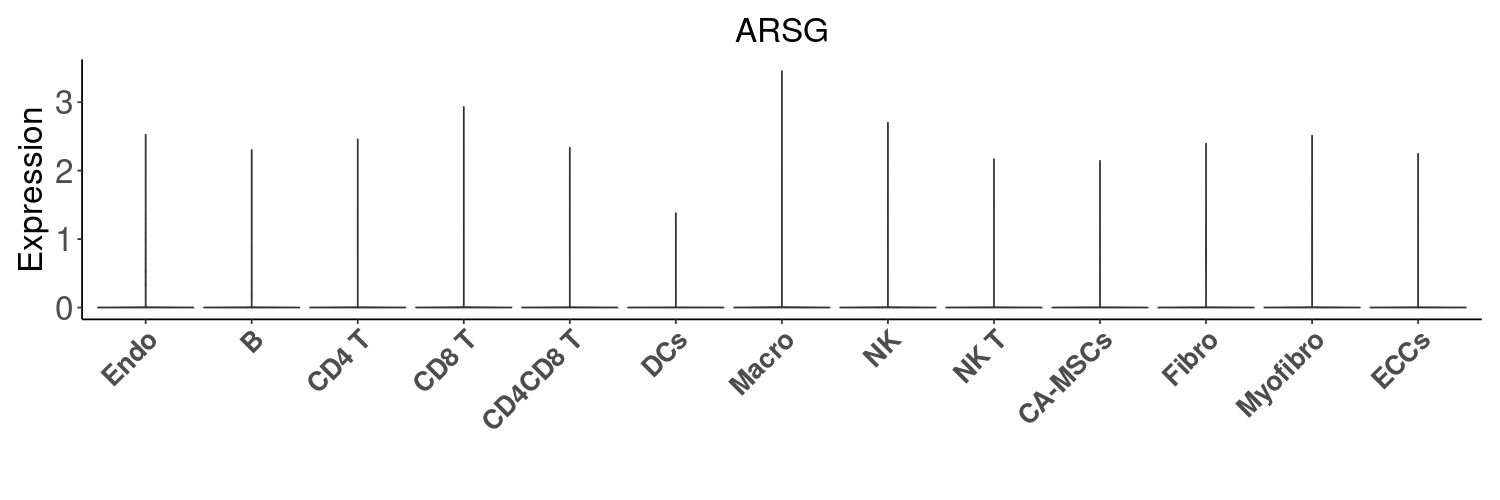 ARSG
Expression
3
2
1
0
Endo
B
CD4 T
CD8 T
CD4CD8 T
DCs
Macro
NK
NK T
CA-MSCs
Fibro
Myofibro
ECCs